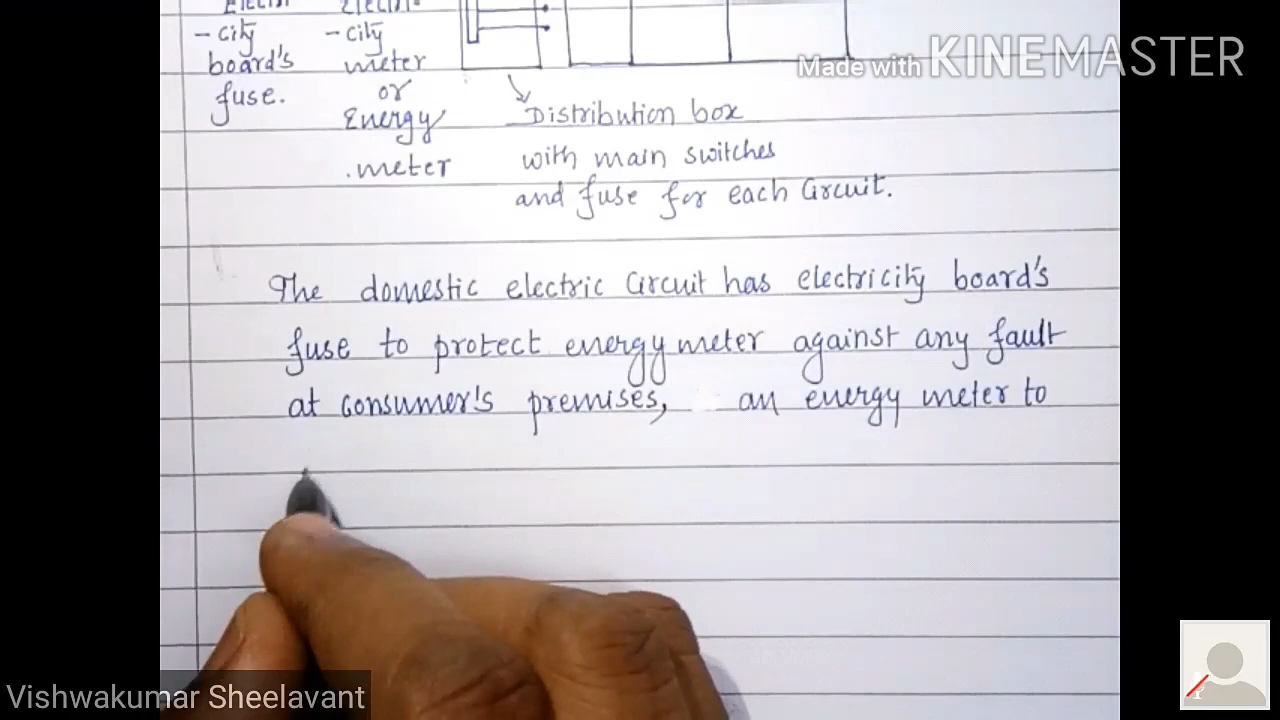 Electri Electri-
- city - city
board's meter
fuse. or
Energy
.meter
Distribution box
with main switches
and fuse for each Circuit.
The domestic electric Circuit has electricity board's
fuse to protect energy meter against any fault
at consumer's premises, an energy meter to
Made with KINEMASTER
Vishwakumar Sheelavant